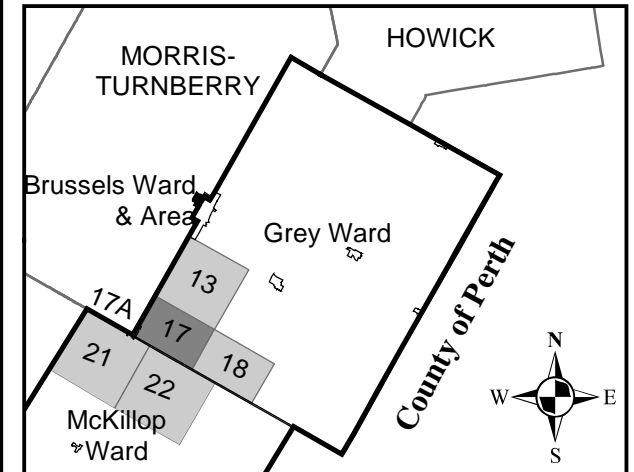 HOWICK
MORRIS-
TURNBERRY
Brussels Ward
& Area
Grey Ward
13
17A
17
18
21
22
County of Perth
McKillop
Ward
N
W
E
S